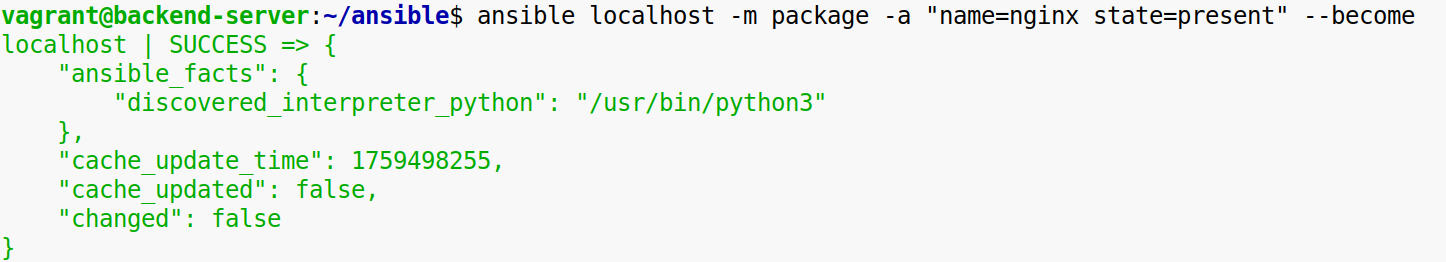 vagrant@backend-server:~/ansible$ ansible localhost -m package -a "name=nginx state=present" --become
localhost | SUCCESS => {
    "ansible_facts": {
        "discovered_interpreter_python": "/usr/bin/python3"
    },
    "cache_update_time": 1759498255,
    "cache_updated": false,
    "changed": false
}